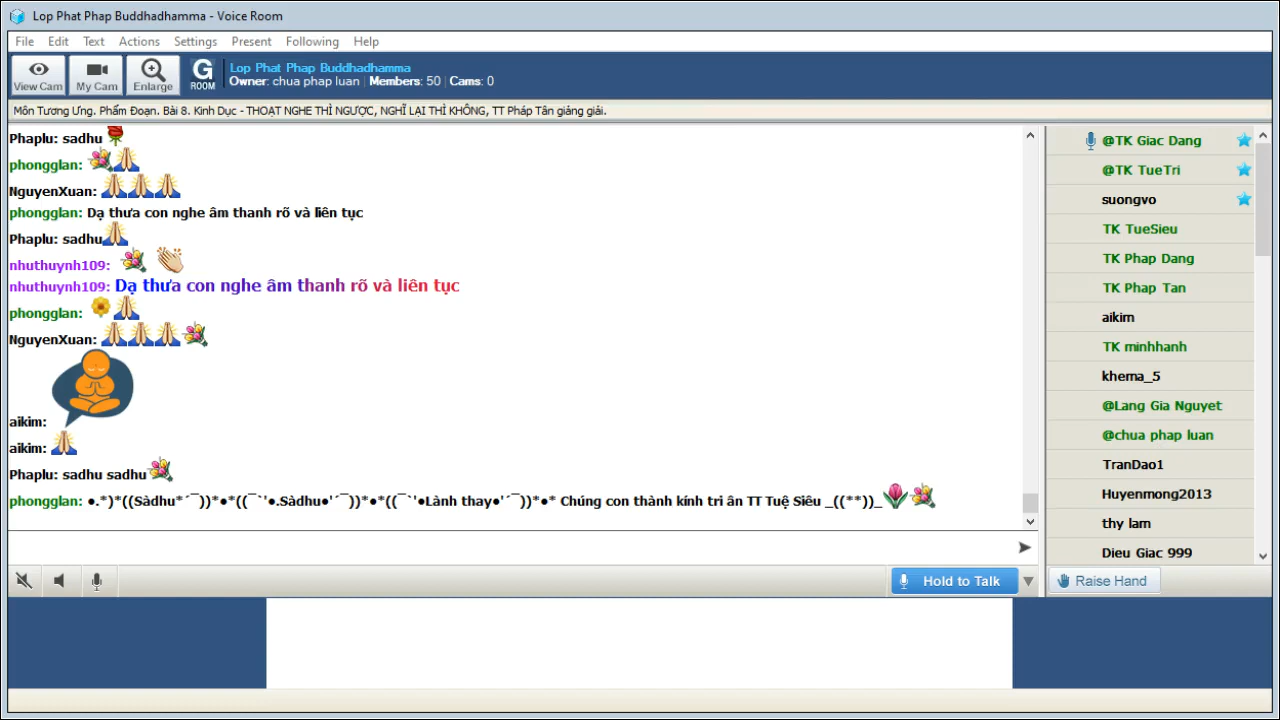 Lop Phat Phap Buddhadhamma - Voice Room
File Edit Text Actions Settings Present Following Help
View Cam
My Cam
Enlarge
G ROOM
Lop Phat Phap Buddhadhamma
Owner: chua phap luan Members: 50 Cams: 0
Môn Tương Ưng. Phẩm Đoạn. Bài 8. Kinh Dục - THOẠT NGHE THÌ NGƯỢC, NGHĨ LẠI THÌ KHÔNG, TT Pháp Tân giảng giải.
Phaplu: sadhu
phongglan:
NguyenXuan:
phongglan: Dạ thưa con nghe âm thanh rõ và liên tục
Phaplu: sadhu
nhuthuynh109:
nhuthuynh109: Dạ thưa con nghe âm thanh rõ và liên tục
phongglan:
NguyenXuan:
aikim:
aikim:
Phaplu: sadhu sadhu
phongglan: ●.*)*((Sàdhu*´¯))*●*((¯`'●.Sàdhu●'´¯))*●*((¯`'●Lành thay●'´¯))*●* Chúng con thành kính tri ân TT Tuệ Siêu _((**))_
@TK Giac Dang
@TK TueTri
suongvo
TK TueSieu
TK Phap Dang
TK Phap Tan
aikim
TK minhhanh
khema_5
@Lang Gia Nguyet
@chua phap luan
TranDao1
Huyenmong2013
thy lam
Dieu Giac 999
Hold to Talk
Raise Hand